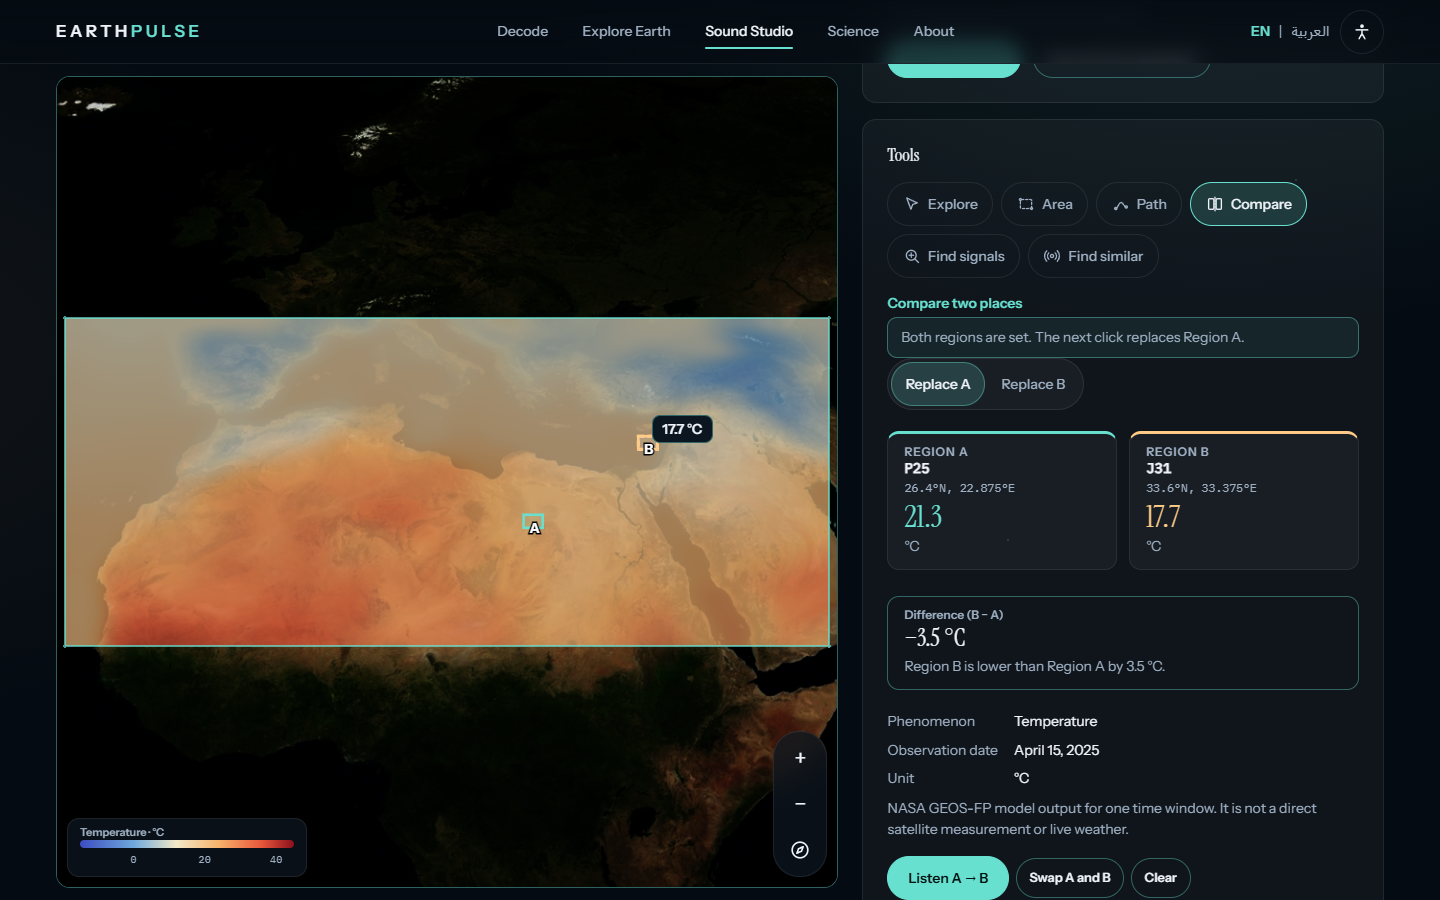 EARTHPULSE
Decode
Explore Earth
Sound Studio
Science
About
EN | العربية
Tools
Explore
Area
Path
Compare
Find signals
Find similar
Compare two places
Both regions are set. The next click replaces Region A.
Replace A
Replace B
REGION A
P25
26.4°N, 22.875°E
21.3
°C
REGION B
J31
33.6°N, 33.375°E
17.7
°C
Difference (B − A)
−3.5 °C
Region B is lower than Region A by 3.5 °C.
Phenomenon Temperature
Observation date April 15, 2025
Unit °C
NASA GEOS-FP model output for one time window. It is not a direct
satellite measurement or live weather.
Listen A → B
Swap A and B
Clear
17.7 °C
B
A
+
−
Temperature · °C
0 20 40